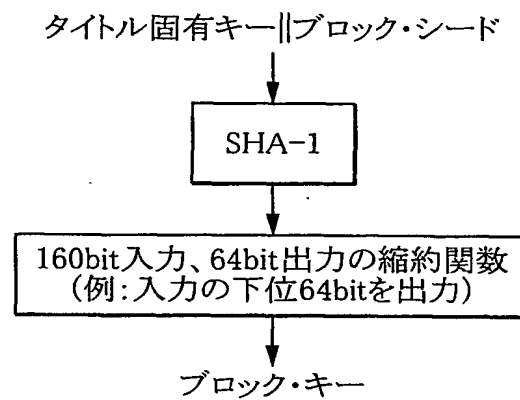 タイトル固有キー||ブロック・シード
SHA-1
160bit入力、64bit出力の縮約関数
(例:入力の下位64bitを出力)
ブロック・キー